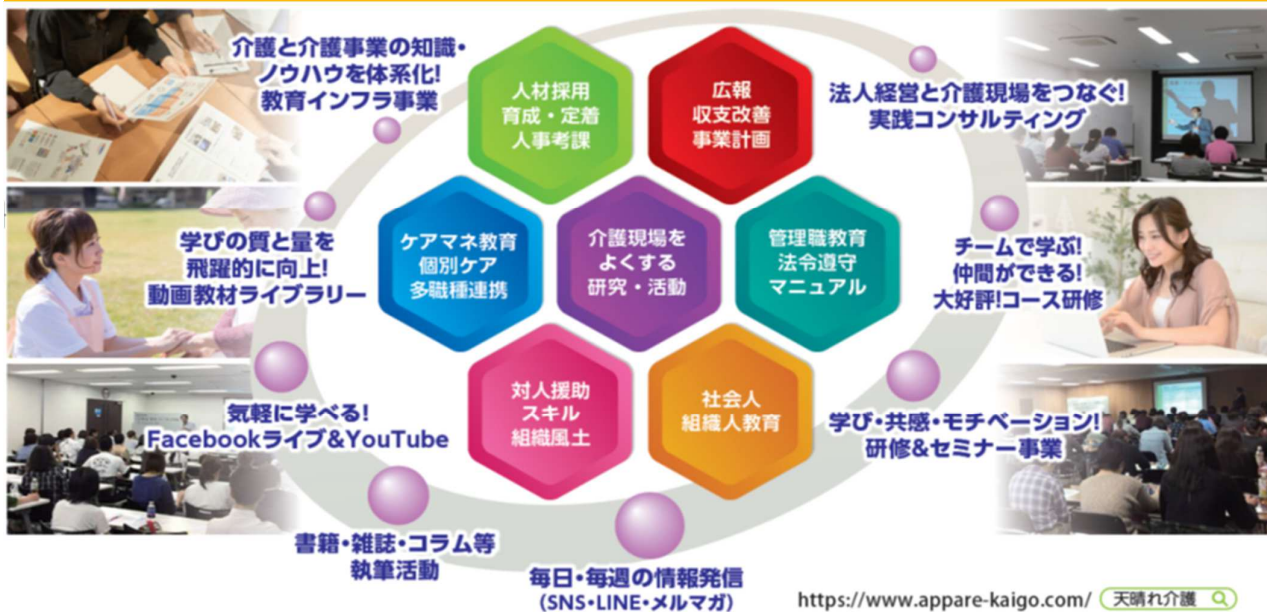 介護と介護事業の知識・
ノウハウを体系化!
教育インフラ事業
人材採用
育成・定着
人事考課
広報
収支改善
事業計画
法人経営と介護現場をつなぐ!
実践コンサルティング
学びの質と量を
飛躍的に向上!
動画教材ライブラリー
ケアマネ教育
個別ケア
多職種連携
介護現場を
よくする
研究・活動
管理職教育
法令遵守
マニュアル
チームで学ぶ!
仲間ができる!
大好評!コース研修
気軽に学べる!
Facebookライブ&YouTube
対人援助
スキル
組織風土
社会人
組織人教育
学び・共感・モチベーション!
研修&セミナー事業
書籍・雑誌・コラム等
執筆活動
毎日・毎週の情報発信
(SNS・LINE・メルマガ)
https://www.appare-kaigo.com/ 天晴れ介護